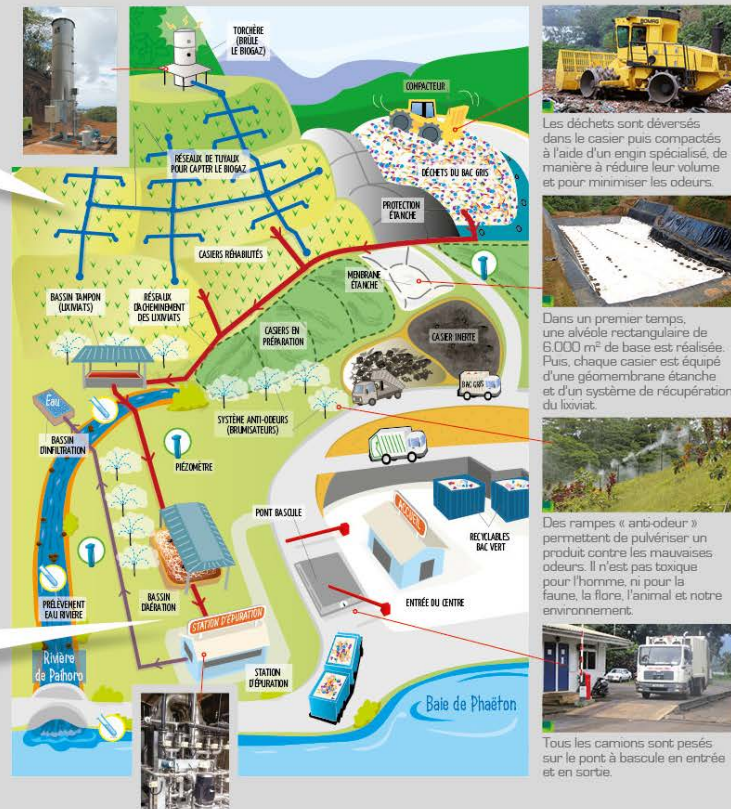 TORCHÈRE
(BRÛLE
LE BIOGAZ)
COMPACTEUR
BOMAG
RÉSEAUX DE TUYAUX
POUR CAPTER LE BIOGAZ
DÉCHETS DU BAC GRIS
PROTECTION
ÉTANCHE
CASIERS RÉHABILITÉS
MENBRANE
ÉTANCHE
BASSIN TAMPON
(LIXIVIATS)
RÉSEAUX
D'ACHEMINEMENT
DES LIXIVIATS
CASIERS EN
PRÉPARATION
CASIER INERTE
BAC GRIS
Eau
SYSTÈME ANTI-ODEURS
(BRUMISATEURS)
BASSIN
D'INFILTRATION
PIÉZOMÈTRE
PONT BASCULE
ACCUEIL
RECYCLABLES
BAC VERT
BASSIN
D'AÉRATION
ENTRÉE DU CENTRE
PRÉLÈVEMENT
EAU RIVIERE
STATION D'ÉPURATION
STATION
D'ÉPURATION
Rivière
de Paihoro
Baie de Phaëton
Les déchets sont déversés
dans le casier puis compactés
à l'aide d'un engin spécialisé, de
manière à réduire leur volume
et pour minimiser les odeurs.
Dans un premier temps,
une alvéole rectangulaire de
6.000 m² de base est réalisée.
Puis, chaque casier est équipé
d'une géomembrane étanche
et d'un système de récupération
du lixiviat.
Des rampes « anti-odeur »
permettent de pulvériser un
produit contre les mauvaises
odeurs. Il n'est pas toxique
pour l'homme, ni pour la
faune, la flore, l'animal et notre
environnement.
Tous les camions sont pesés
sur le pont à bascule en entrée
et en sortie.